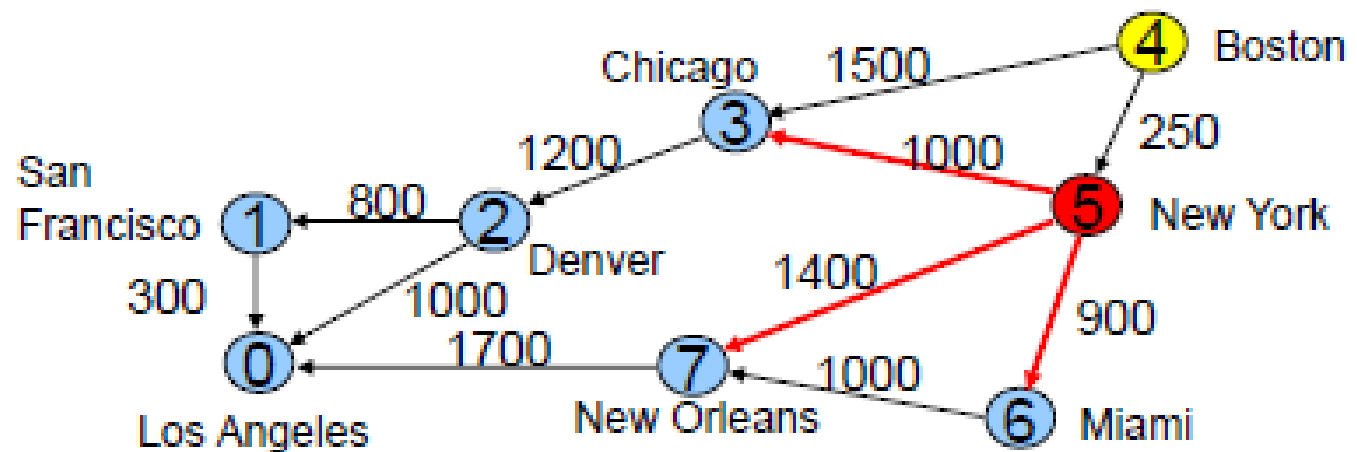 4 Boston
Chicago
1500
3
250
1200
1000
San
Francisco
1
800
2
5
New York
Denver
1400
300
1000
900
0
1700
7
1000
New Orleans
6
Miami
Los Angeles